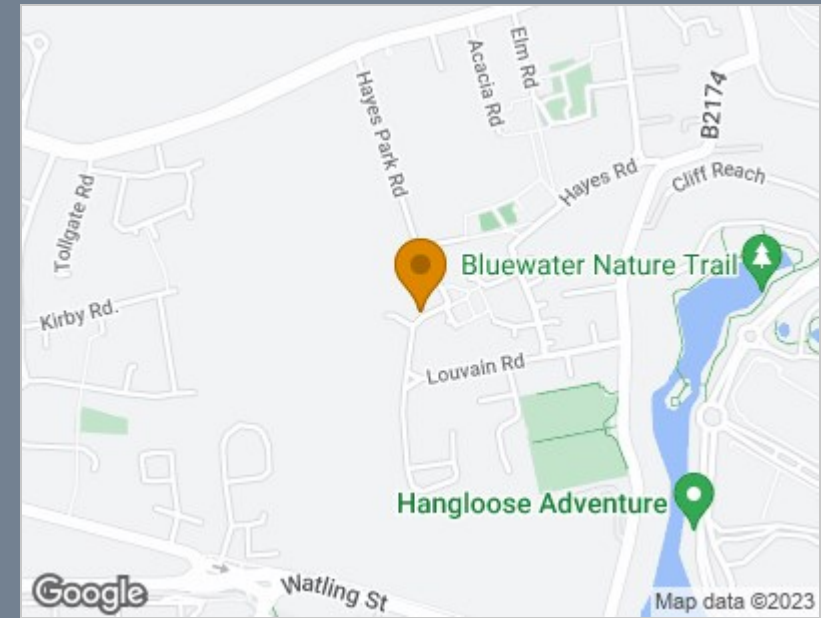 Elm Rd
Acacia Rd
Hayes Park Rd
B2174
Hayes Rd
Cliff Reach
Tollgate Rd
Bluewater Nature Trail
Kirby Rd.
Louvain Rd
Hangloose Adventure
Watling St
Google
Map data ©2023